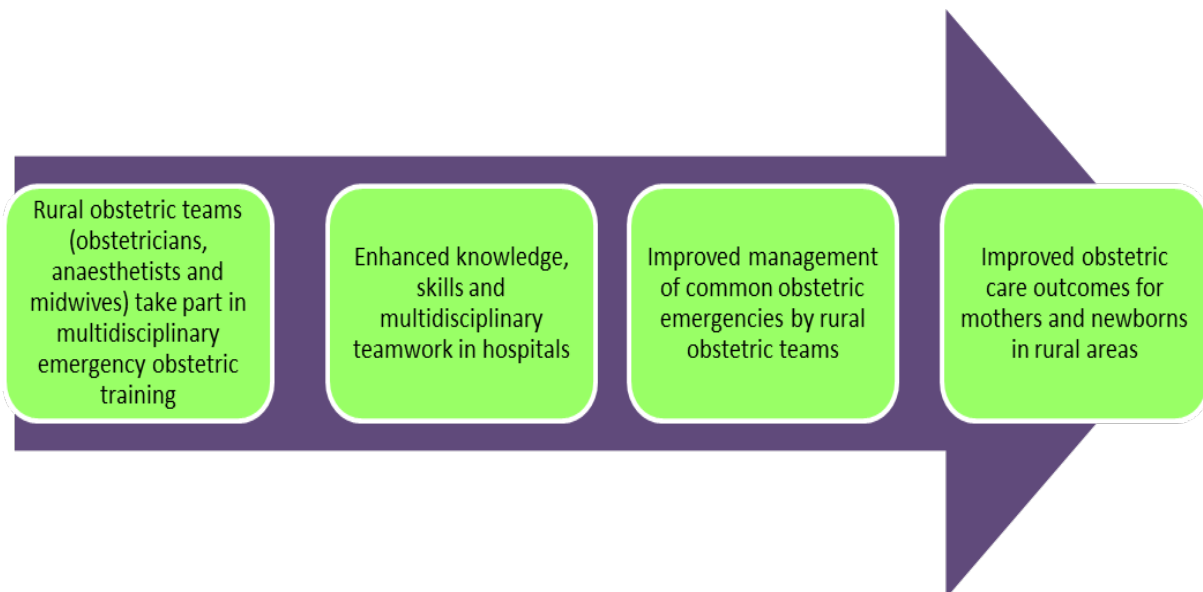 Rural obstetric teams
(obstetricians,
anaesthetists and
midwives) take part in
multidisciplinary
emergency obstetric
training
Enhanced knowledge,
skills and
multidisciplinary
teamwork in hospitals
Improved management
of common obstetric
emergencies by rural
obstetric teams
Improved obstetric
care outcomes for
mothers and newborns
in rural areas